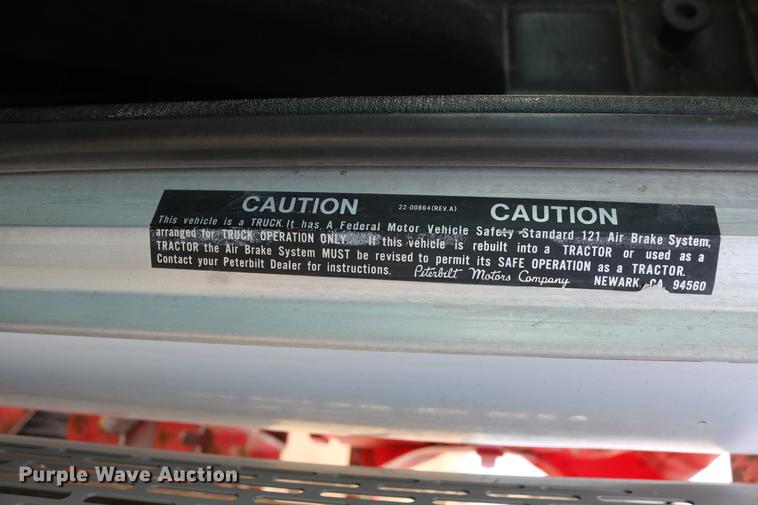 CAUTION 22-00864(REV.A) CAUTION
This vehicle is a TRUCK.It has A Federal Motor Vehicle Safety Standard 121 Air Brake System,
arranged for TRUCK OPERATION ONLY. If this vehicle is rebuilt into a TRACTOR or used as a
TRACTOR the Air Brake System MUST be revised to permit its SAFE OPERATION as a TRACTOR.
Contact your Peterbilt Dealer for instructions. Peterbilt Motors Company NEWARK, CA 94560
Purple Wave Auction